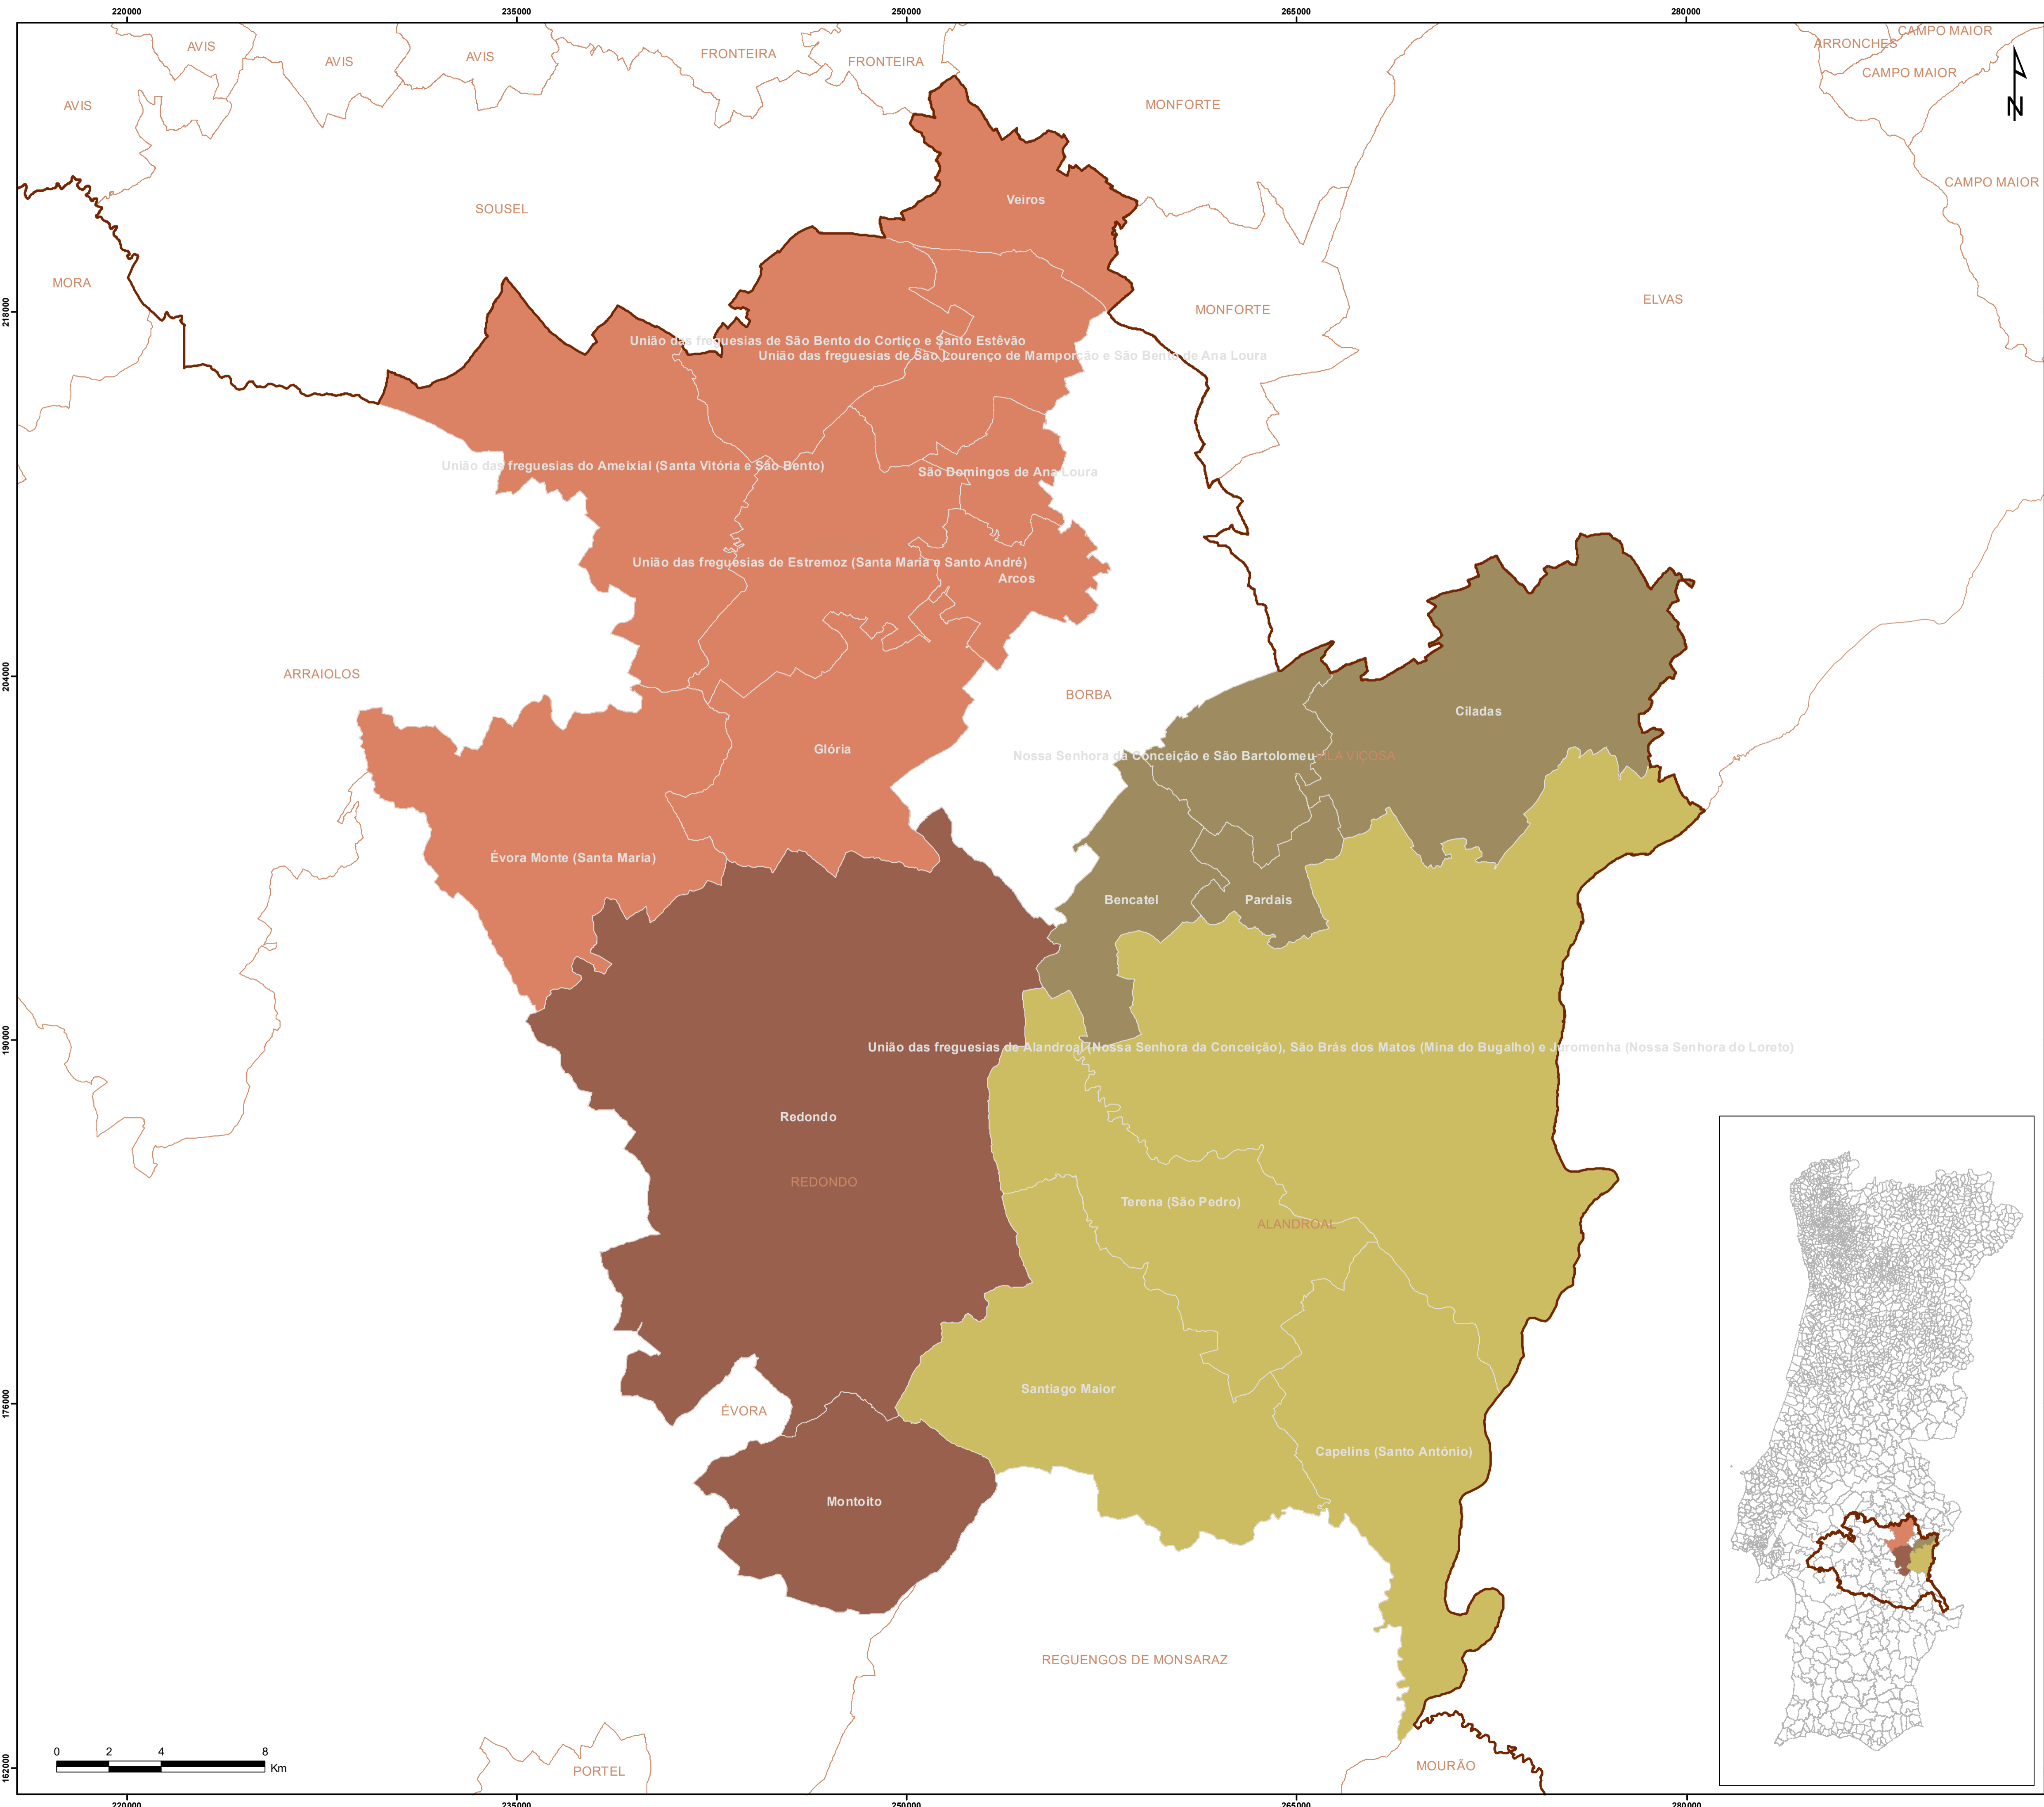 220000
235000
250000
265000
280000
CAMPO MAIOR
ARRONCHES
AVIS
AVIS
AVIS
FRONTEIRA
FRONTEIRA
CAMPO MAIOR
AVIS
MONFORTE
N
CAMPO MAIOR
Veiros
SOUSEL
MORA
ELVAS
218000
MONFORTE
União das freguesias de São Bento do Cortiço e Santo Estêvão
União das freguesias de São Lourenço de Mamporcão e São Bento de Ana Loura
União das freguesias do Ameixial (Santa Vitória e São Bento)
São Domingos de Ana Loura
União das freguesias de Estremoz (Santa Maria e Santo André)
Arcos
204000
ARRAIOLOS
BORBA
Ciladas
Glória
Nossa Senhora da Conceição e São Bartolomeu
VILA VIÇOSA
Évora Monte (Santa Maria)
Bencatel
Pardais
190000
União das freguesias de Alandroal (Nossa Senhora da Conceição), São Brás dos Matos (Mina do Bugalho) e Juromenha (Nossa Senhora do Loreto)
Redondo
REDONDO
Terena (São Pedro)
ALANDROAL
Santiago Maior
176000
ÉVORA
Capelins (Santo António)
Montoito
REGUENGOS DE MONSARAZ
0 2 4 8
Km
PORTEL
MOURÃO
162000
220000
235000
250000
265000
280000